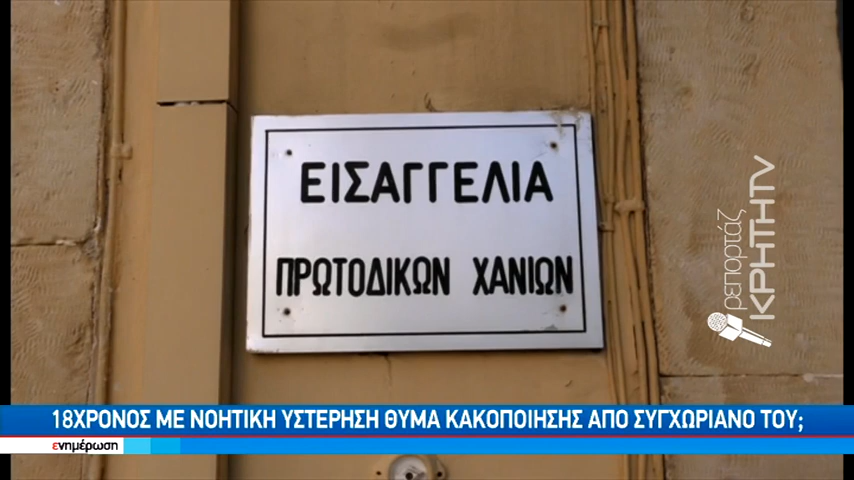 ΕΙΣΑΓΓΕΛΙΑ
ΠΡΩΤΟΔΙΚΩΝ ΧΑΝΙΩΝ
ρεπορτάζ
ΚΡΗΤΗTV
18ΧΡΟΝΟΣ ΜΕ ΝΟΗΤΙΚΗ ΥΣΤΕΡΗΣΗ ΘΥΜΑ ΚΑΚΟΠΟΙΗΣΗΣ ΑΠΟ ΣΥΓΧΩΡΙΑΝΟ ΤΟΥ;
ενημέρωση